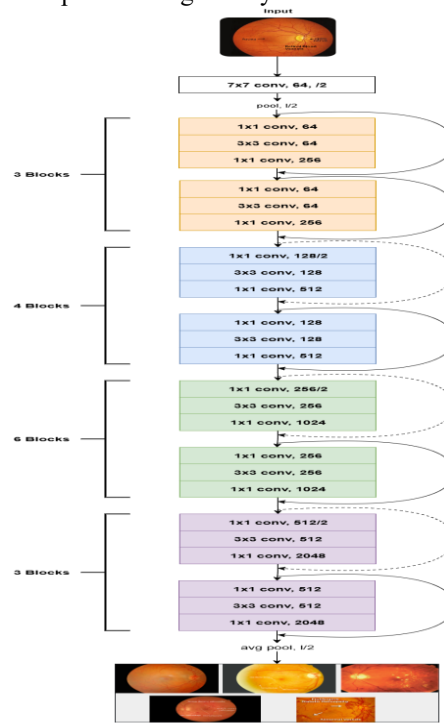 Input
7x7 conv, 64, /2
pool, l/2
3 Blocks
1x1 conv, 64
3x3 conv, 64
1x1 conv, 256
1x1 conv, 64
3x3 conv, 64
1x1 conv, 256
4 Blocks
1x1 conv, 128/2
3x3 conv, 128
1x1 conv, 512
1x1 conv, 128
3x3 conv, 128
1x1 conv, 512
6 Blocks
1x1 conv, 256/2
3x3 conv, 256
1x1 conv, 1024
1x1 conv, 256
3x3 conv, 256
1x1 conv, 1024
3 Blocks
1x1 conv, 512/2
3x3 conv, 512
1x1 conv, 2048
1x1 conv, 512
3x3 conv, 512
1x1 conv, 2048
avg pool, l/2